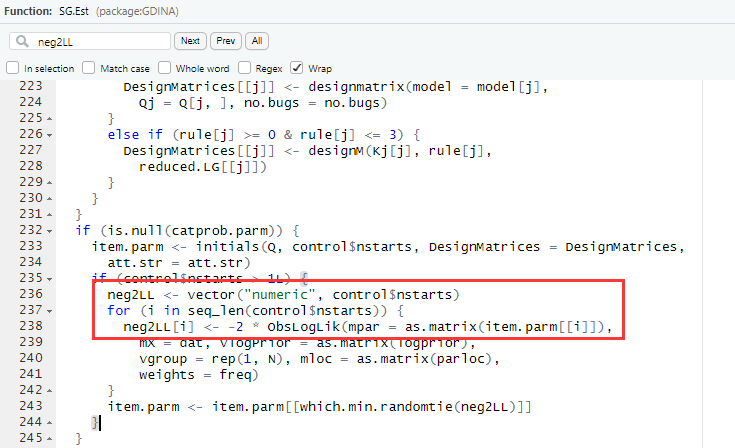 Function: SG.Est (package:GDINA)
neg2LL Next Prev All
In selection Match case Whole word Regex Wrap
223 DesignMatrices[[j]] <- designmatrix(model = model[j],
224 Qj = Q[j, ], no.bugs = no.bugs)
225 }
226 else if (rule[j] >= 0 & rule[j] <= 3) {
227 DesignMatrices[[j]] <- designM(Kj[j], rule[j],
228 reduced.LG[[j]])
229 }
230 }
231 }
232 if (is.null(catprob.parm)) {
233 item.parm <- initials(Q, control$nstarts, DesignMatrices = DesignMatrices,
234 att.str = att.str)
235 if (control$nstarts > 1L) {
236 neg2LL <- vector("numeric", control$nstarts)
237 for (i in seq_len(control$nstarts)) {
238 neg2LL[i] <- -2 * ObsLogLik(mpar = as.matrix(item.parm[[i]]),
239 mX = dat, vlogPrior = as.matrix(logprior),
240 vgroup = rep(1, N), mloc = as.matrix(parloc),
241 weights = freq)
242 }
243 item.parm <- item.parm[[which.min.randomtie(neg2LL)]]
244 }
245 }